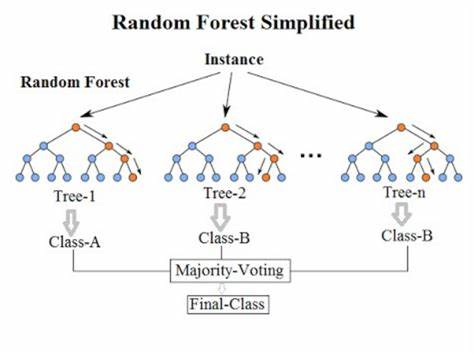 Random Forest Simplified
Instance
Random Forest
...
Tree-1
Tree-2
Tree-n
Class-A
Class-B
Class-B
Majority-Voting
Final-Class